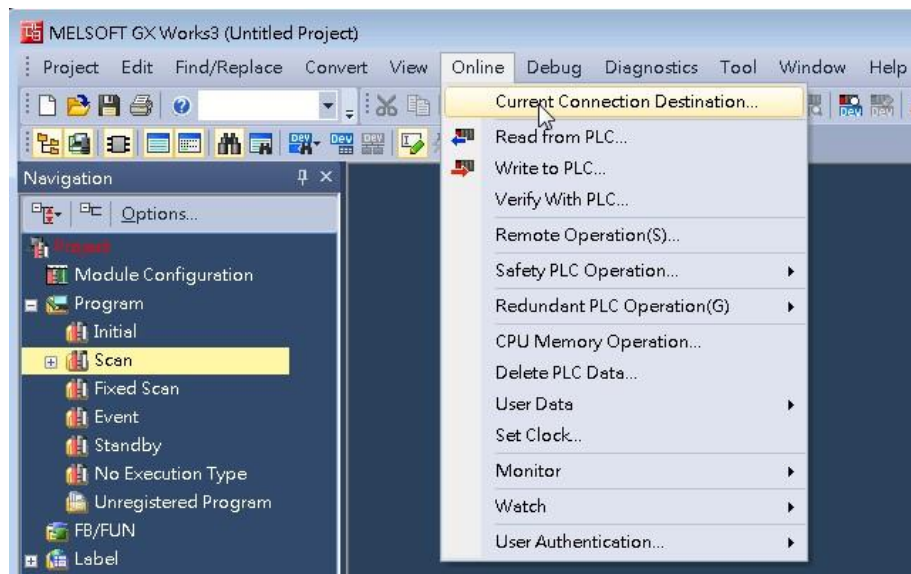 MELSOFT GX Works3 (Untitled Project)
Project Edit Find/Replace Convert View Online Debug Diagnostics Tool Window Help
Current Connection Destination...
Read from PLC...
Write to PLC...
Verify With PLC...
Remote Operation(S)...
Safety PLC Operation...
Redundant PLC Operation(G)
CPU Memory Operation...
Delete PLC Data...
User Data
Set Clock...
Monitor
Watch
User Authentication...
Navigation
Options...
Project
Module Configuration
Program
Initial
Scan
Fixed Scan
Event
Standby
No Execution Type
Unregistered Program
FB/FUN
Label